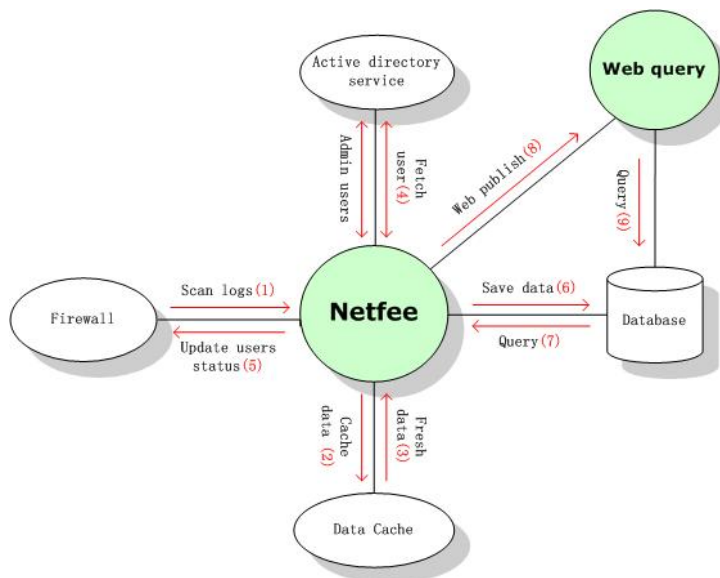 Active directory
service
Web query
Admin users
Fetch
user(4)
Web publish(8)
Query(9)
Scan logs(1)
Firewall
Update users
status(5)
Netfee
Save data(6)
Query(7)
Database
Cache
data (2)
Fresh
data(3)
Data Cache